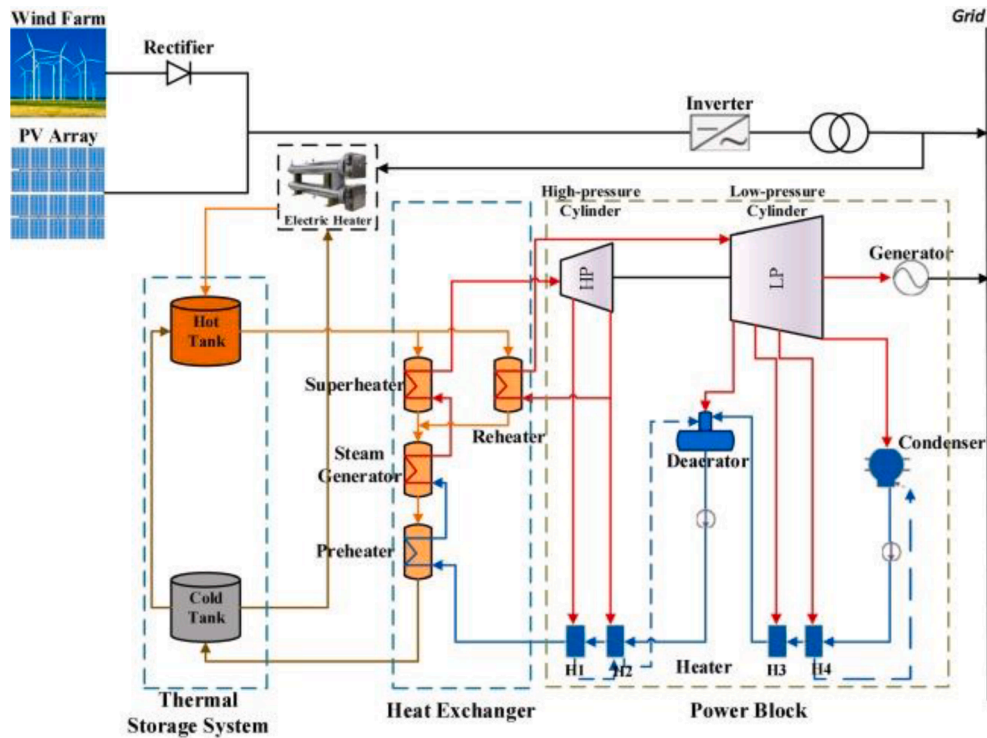 Wind Farm
Grid
Rectifier
PV Array
Inverter
Electric Heater
High-pressure
Cylinder
Low-pressure
Cylinder
Generator
HP
LP
Hot
Tank
Superheater
Reheater
Steam
Generator
Deaerator
Condenser
Preheater
Cold
Tank
H1
H2
Heater
H3
H4
Thermal
Storage System
Heat Exchanger
Power Block